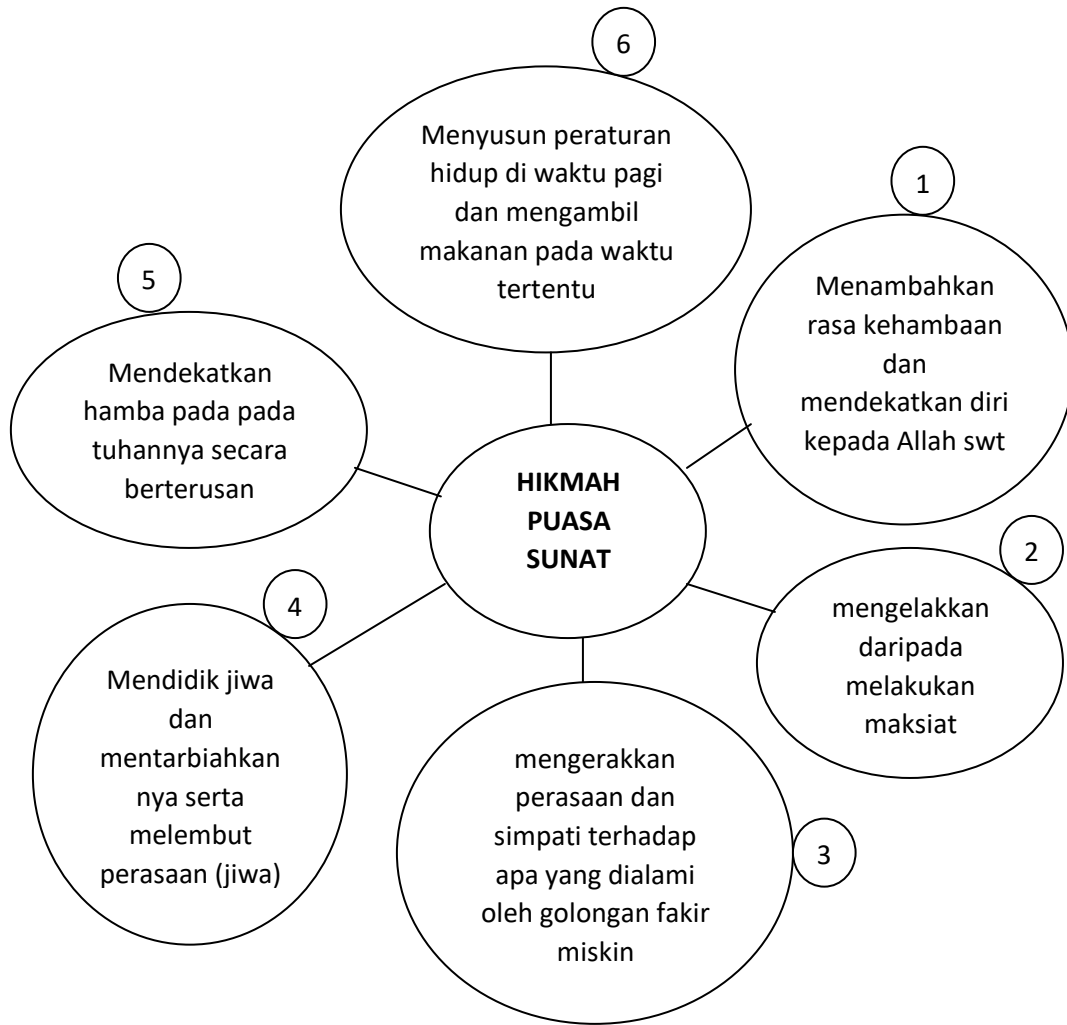 HIKMAH
PUASA
SUNAT
1
Menambahkan
rasa kehambaan
dan
mendekatkan diri
kepada Allah swt
2
mengelakkan
daripada
melakukan
maksiat
3
mengerakkan
perasaan dan
simpati terhadap
apa yang dialami
oleh golongan fakir
miskin
4
Mendidik jiwa
dan
mentarbiahkan
nya serta
melembut
perasaan (jiwa)
5
Mendekatkan
hamba pada pada
tuhannya secara
berterusan
6
Menyusun peraturan
hidup di waktu pagi
dan mengambil
makanan pada waktu
tertentu